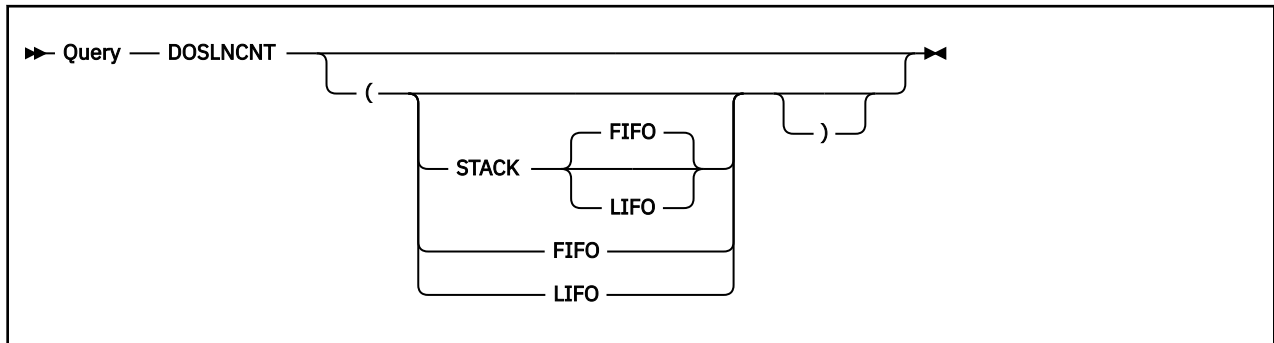 Query DOSLNCNT
(
)
FIFO
STACK
LIFO
FIFO
LIFO